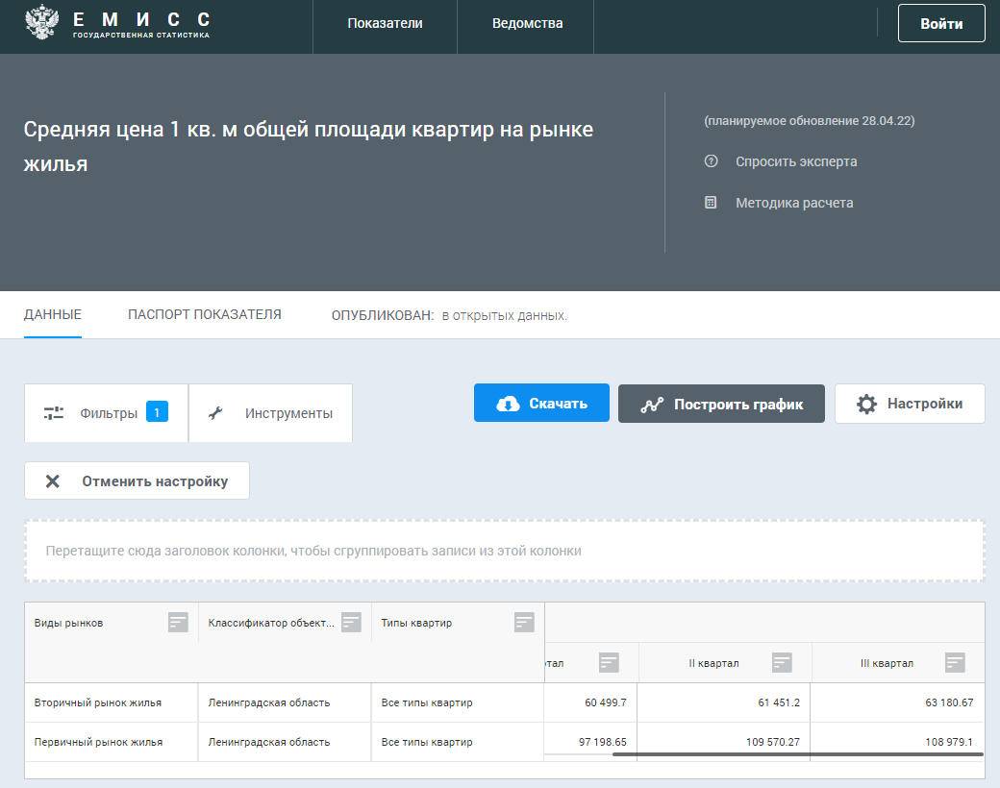 ЕМИСС
ГОСУДАРСТВЕННАЯ СТАТИСТИКА
Показатели
Ведомства
Войти
Средняя цена 1 кв. м общей площади квартир на рынке
жилья
(планируемое обновление 28.04.22)
Спросить эксперта
Методика расчета
ДАННЫЕ
ПАСПОРТ ПОКАЗАТЕЛЯ
ОПУБЛИКОВАН: в открытых данных.
Фильтры 1
Инструменты
Скачать
Построить график
Настройки
Отменить настройку
Перетащите сюда заголовок колонки, чтобы сгруппировать записи из этой колонки
Виды рынков
Классификатор объект...
Типы квартир
тал
II квартал
III квартал
Вторичный рынок жилья Ленинградская область Все типы квартир 60 499.7 61 451.2 63 180.67
Первичный рынок жилья Ленинградская область Все типы квартир 97 198.65 109 570.27 108 979.1